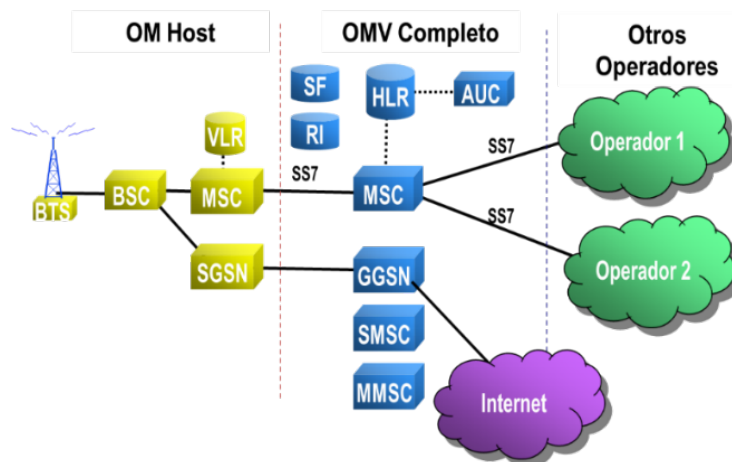 OM Host
OMV Completo
Otros
Operadores
SF
HLR
AUC
VLR
RI
Operador 1
SS7
BTS
BSC
MSC
SS7
MSC
SS7
SGSN
GGSN
Operador 2
SMSC
MMSC
Internet